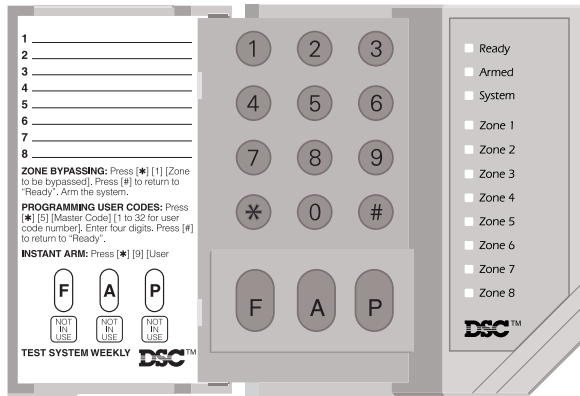 1
2
3
4
5
6
7
8
ZONE BYPASSING: Press [✱] [1] [Zone
to be bypassed]. Press [#] to return to
"Ready". Arm the system.
PROGRAMMING USER CODES: Press
[✱] [5] [Master Code] [1 to 32 for user
code number]. Enter four digits. Press [#]
to return to "Ready".
INSTANT ARM: Press [✱] [9] [User
F A P
NOT IN USE
NOT IN USE
NOT IN USE
TEST SYSTEM WEEKLY DSC™
1 2 3
4 5 6
7 8 9
* 0 #
F A P
Ready
Armed
System
Zone 1
Zone 2
Zone 3
Zone 4
Zone 5
Zone 6
Zone 7
Zone 8
DSC™